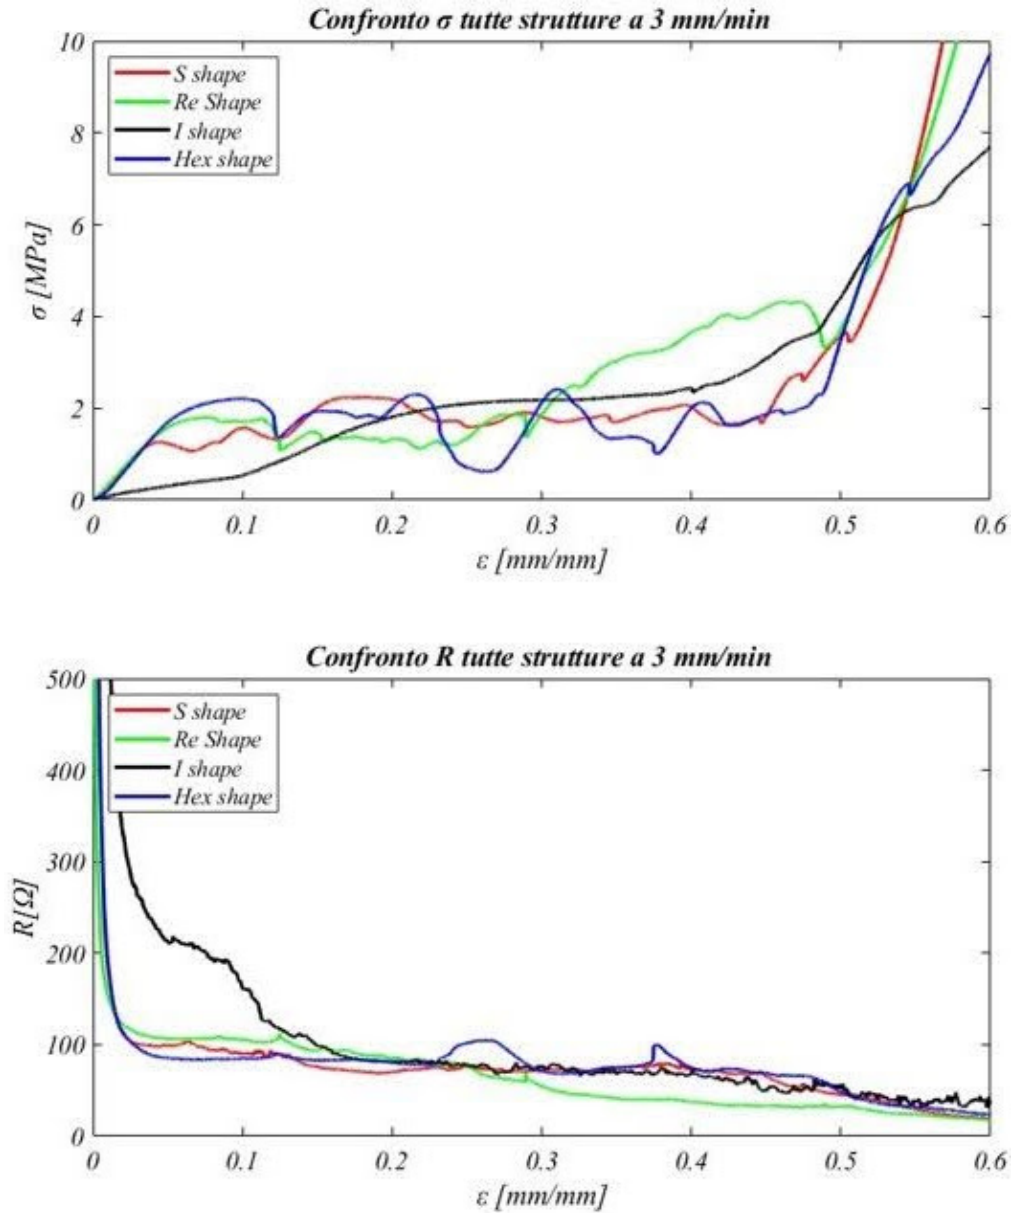 Confronto σ tutte strutture a 3 mm/min
10
8
6
4
2
0
σ [MPa]
S shape
Re Shape
I shape
Hex shape
0 0.1 0.2 0.3 0.4 0.5 0.6
ε [mm/mm]
Confronto R tutte strutture a 3 mm/min
500
400
300
200
100
0
R[Ω]
S shape
Re Shape
I shape
Hex shape
0 0.1 0.2 0.3 0.4 0.5 0.6
ε [mm/mm]